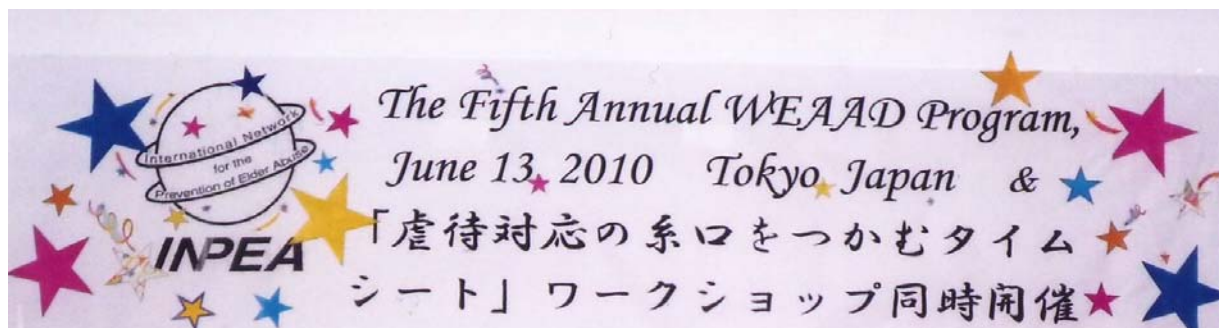 International Network
for the
Prevention of Elder Abuse
INPEA
The Fifth Annual WEAAD Program,
June 13, 2010 Tokyo Japan &
「虐待対応の糸口をつかむタイム
シート」ワークショップ同時開催